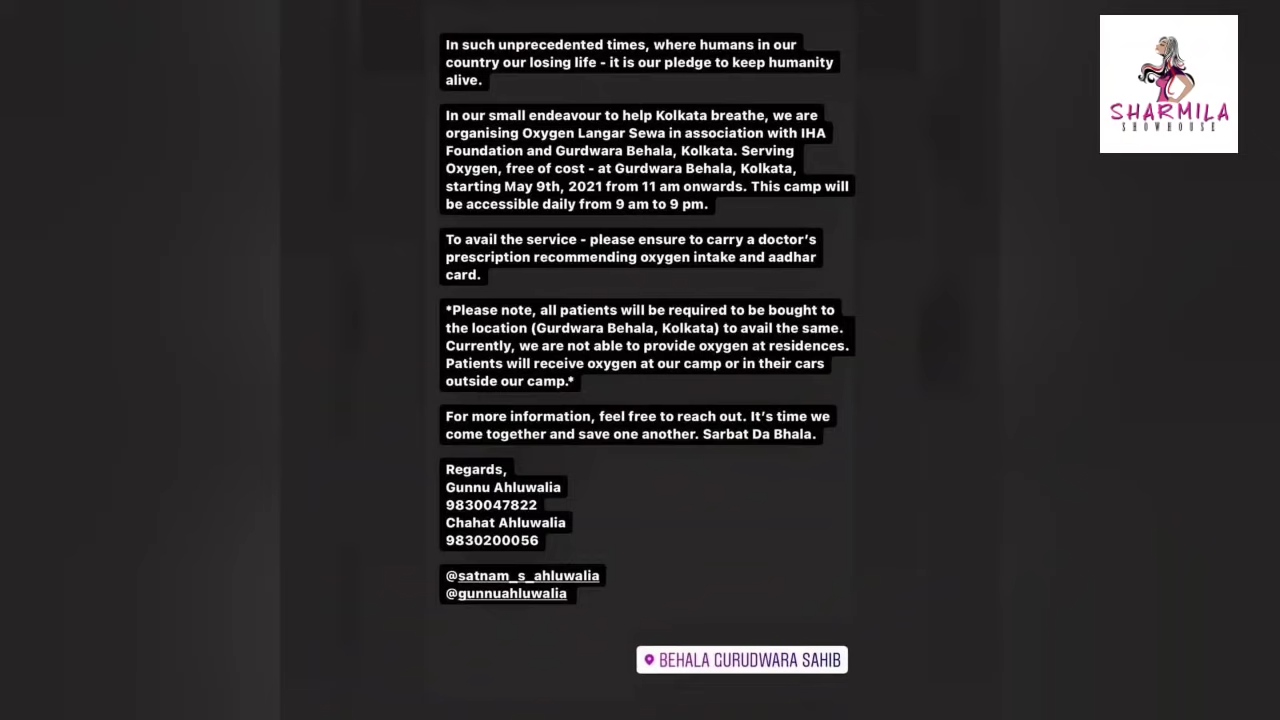 In such unprecedented times, where humans in our
country our losing life - it is our pledge to keep humanity
alive.
In our small endeavour to help Kolkata breathe, we are
organising Oxygen Langar Sewa in association with IHA
Foundation and Gurdwara Behala, Kolkata. Serving
Oxygen, free of cost - at Gurdwara Behala, Kolkata,
starting May 9th, 2021 from 11 am onwards. This camp will
be accessible daily from 9 am to 9 pm.
To avail the service - please ensure to carry a doctor's
prescription recommending oxygen intake and aadhar
card.
*Please note, all patients will be required to be bought to
the location (Gurdwara Behala, Kolkata) to avail the same.
Currently, we are not able to provide oxygen at residences.
Patients will receive oxygen at our camp or in their cars
outside our camp.*
For more information, feel free to reach out. It's time we
come together and save one another. Sarbat Da Bhala.
Regards,
Gunnu Ahluwalia
9830047822
Chahat Ahluwalia
9830200056
@satnam_s_ahluwalia
@gunnuahluwalia
BEHALA GURUDWARA SAHIB
SHARMILA
SHOWHOUSE